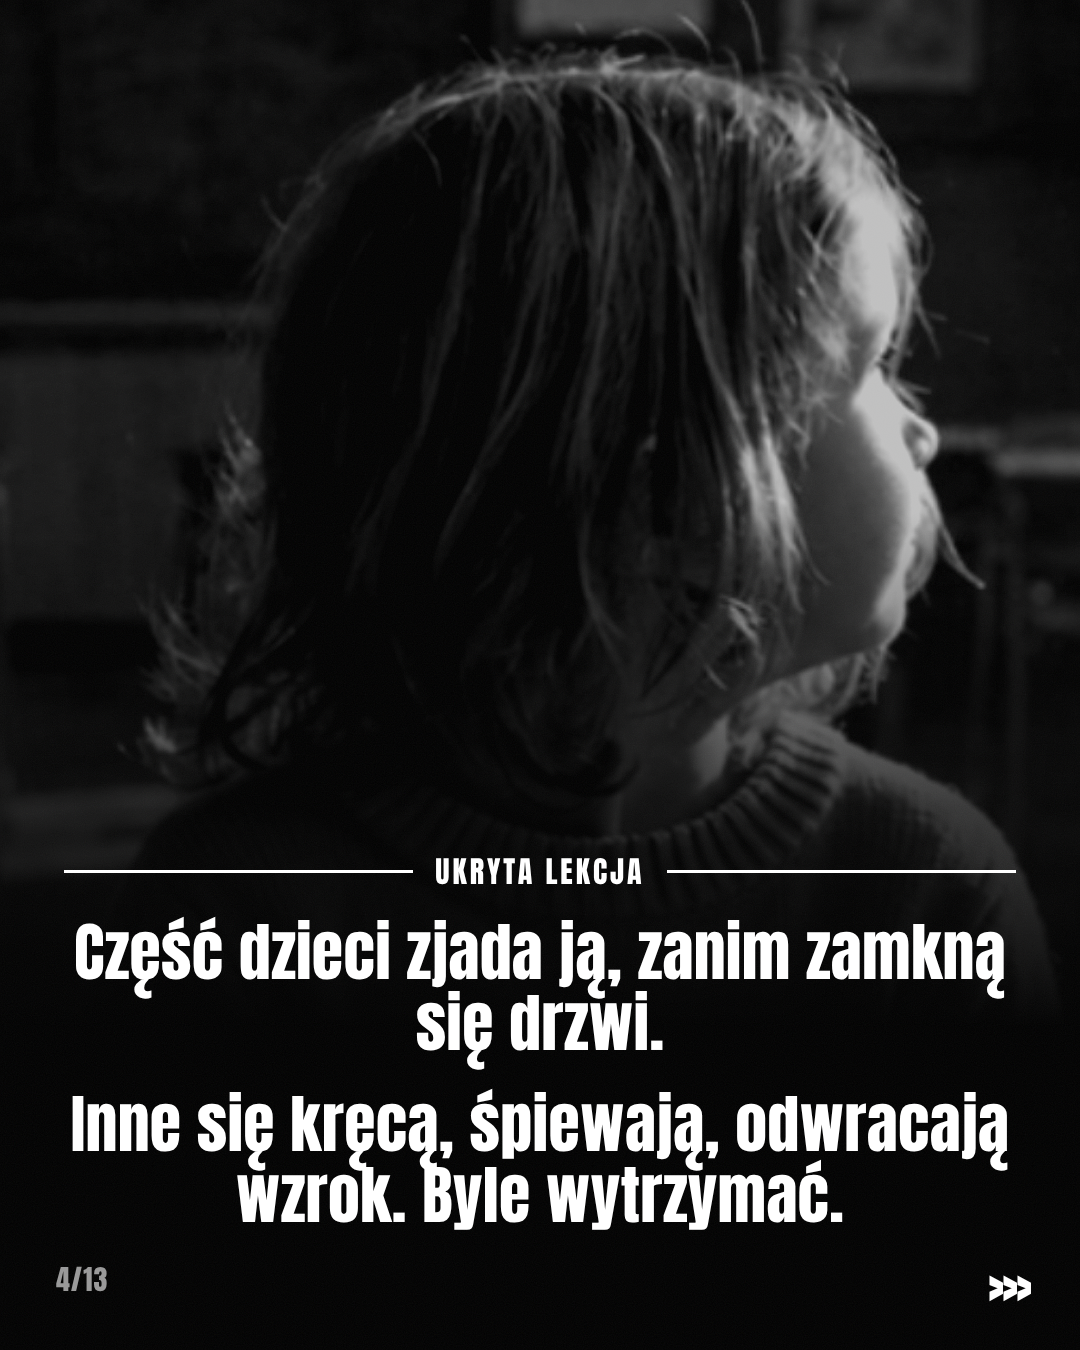 UKRYTA LEKCJA
Część dzieci zjada ją, zanim zamkną
się drzwi.
Inne się kręcą, śpiewają, odwracają
wzrok. Byle wytrzymać.
4/13
>>>